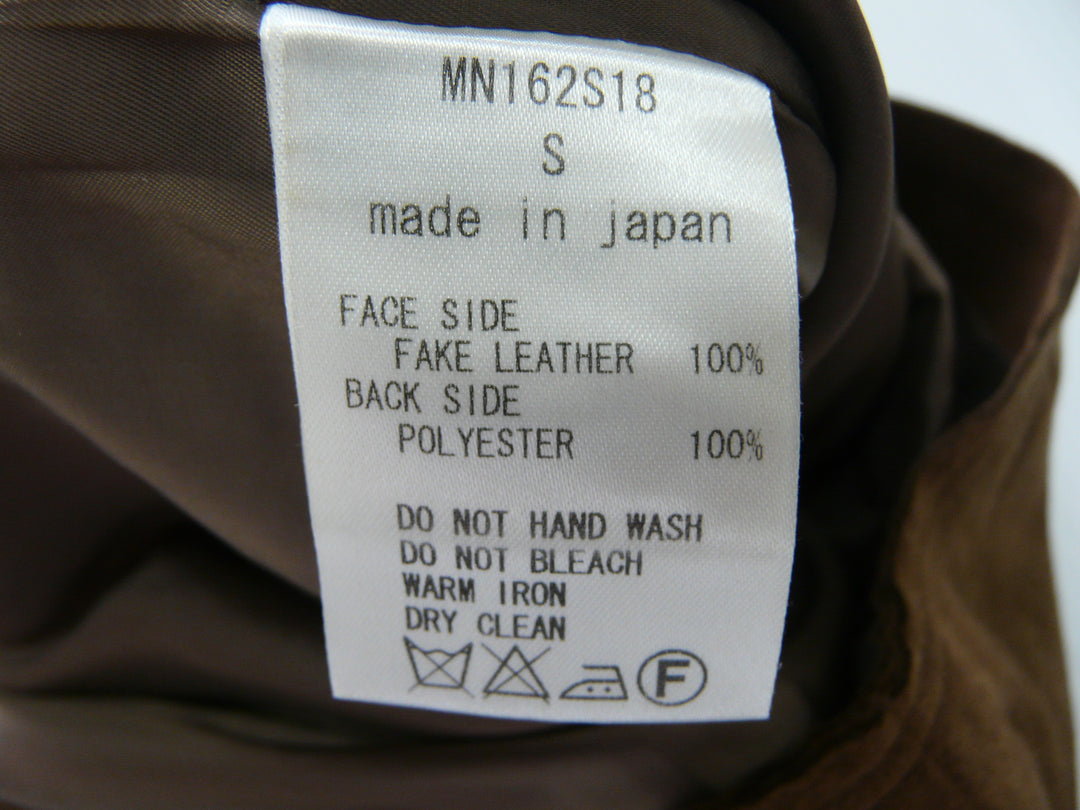 MN162S18
S
made in japan
FACE SIDE
FAKE LEATHER 100%
BACK SIDE
POLYESTER 100%
DO NOT HAND WASH
DO NOT BLEACH
WARM IRON
DRY CLEAN
F